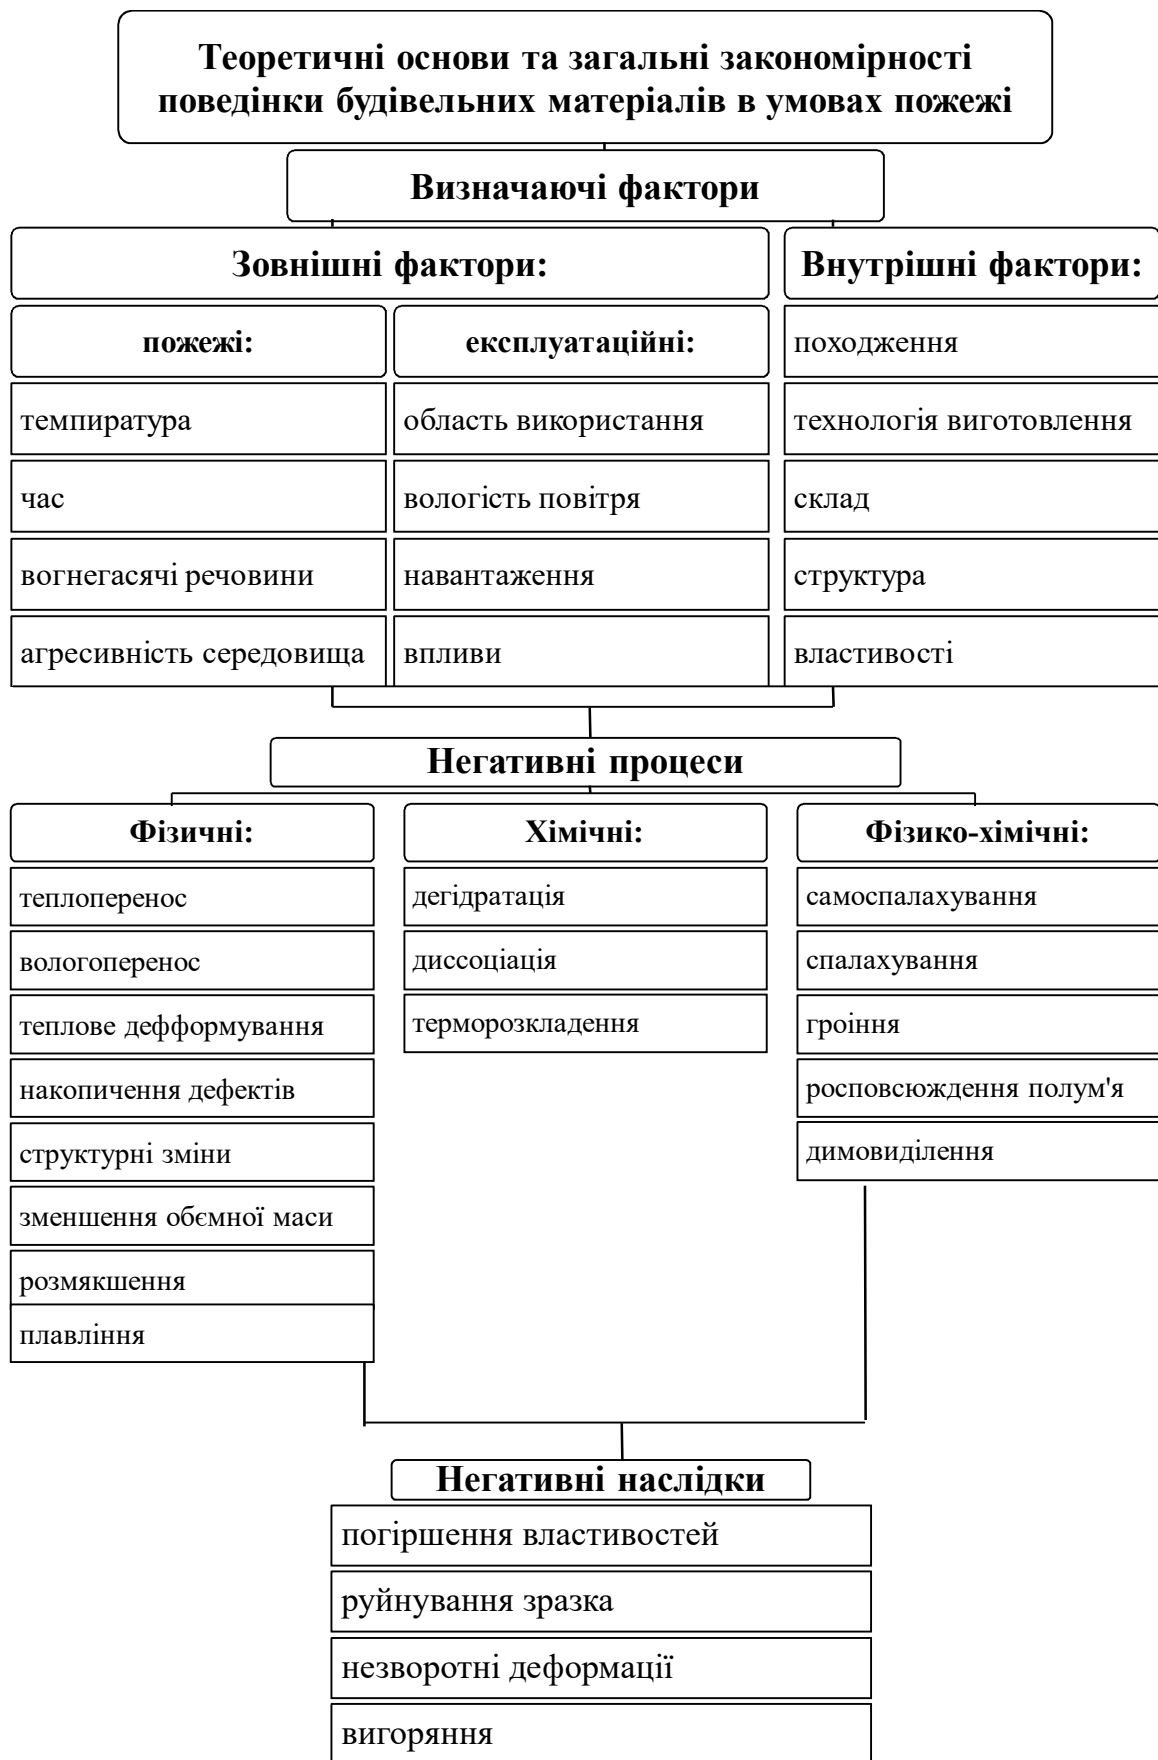 Теоретичні основи та загальні закономірності
поведінки будівельних матеріалів в умовах пожежі
Визначаючі фактори
Зовнішні фактори:
Внутрішні фактори:
пожежі:
експлуатаційні:
походження
темпиратура
область використання
технологія виготовлення
час
вологість повітря
склад
вогнегасячі речовини
навантаження
структура
агресивність середовища
впливи
властивості
Негативні процеси
Фізичні:
Хімічні:
Фізико-хімічні:
теплоперенос
дегідратація
самоспалахування
вологоперенос
диссоціація
спалахування
теплове дефформування
терморозкладення
гроіння
накопичення дефектів
росповсюждення полум'я
структурні зміни
димовиділення
зменшення обємної маси
розмякшення
плавління
Негативні наслідки
погіршення властивостей
руйнування зразка
незворотні деформації
вигоряння